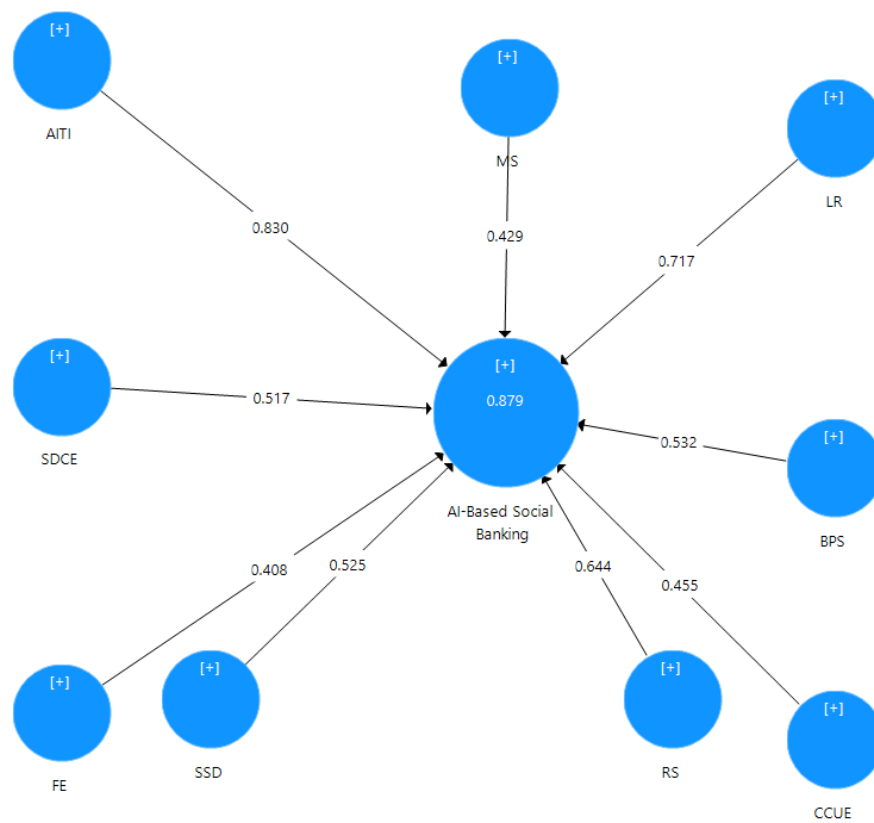 [+]
AITI
[+]
MS
[+]
LR
0.830
0.429
0.717
[+]
SDCE
0.517
[+]
0.879
AI-Based Social
Banking
0.532
[+]
BPS
0.408
0.525
0.644
0.455
[+]
FE
[+]
SSD
[+]
RS
[+]
CCUE